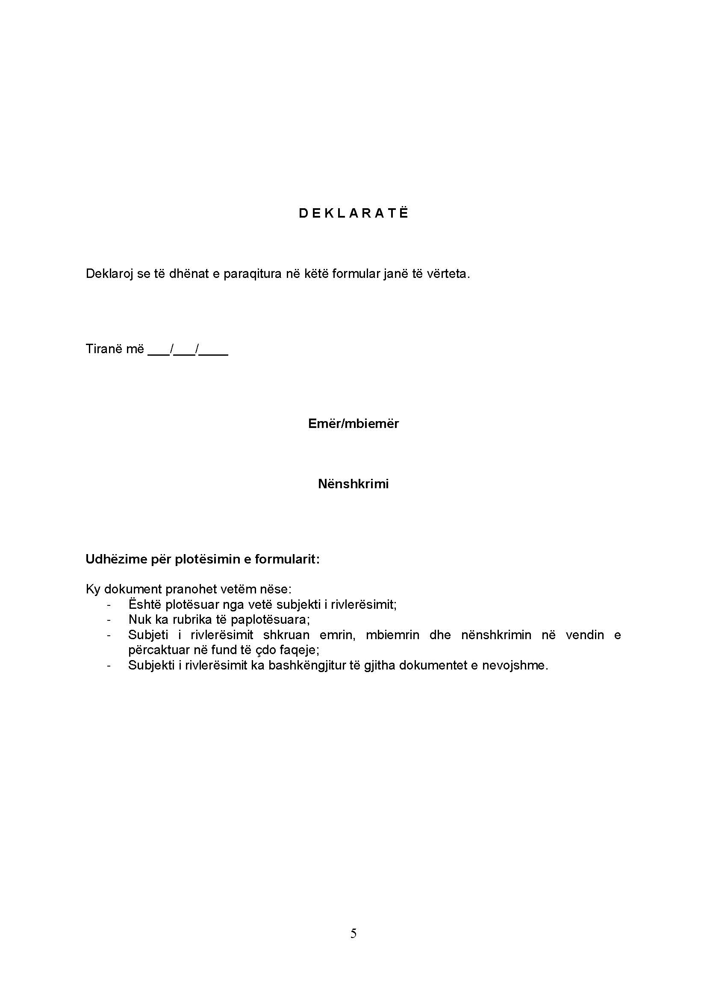 D E K L A R A T Ë
Deklaroj se të dhënat e paraqitura në këtë formular janë të vërteta.
Tiranë më ___/___/____
Emër/mbiemër
Nënshkrimi
Udhëzime për plotësimin e formularit:
Ky dokument pranohet vetëm nëse:
- Është plotësuar nga vetë subjekti i rivlerësimit;
- Nuk ka rubrika të paplotësuara;
- Subjeti i rivlerësimit shkruan emrin, mbiemrin dhe nënshkrimin në vendin e
përcaktuar në fund të çdo faqeje;
- Subjekti i rivlerësimit ka bashkëngjitur të gjitha dokumentet e nevojshme.
5